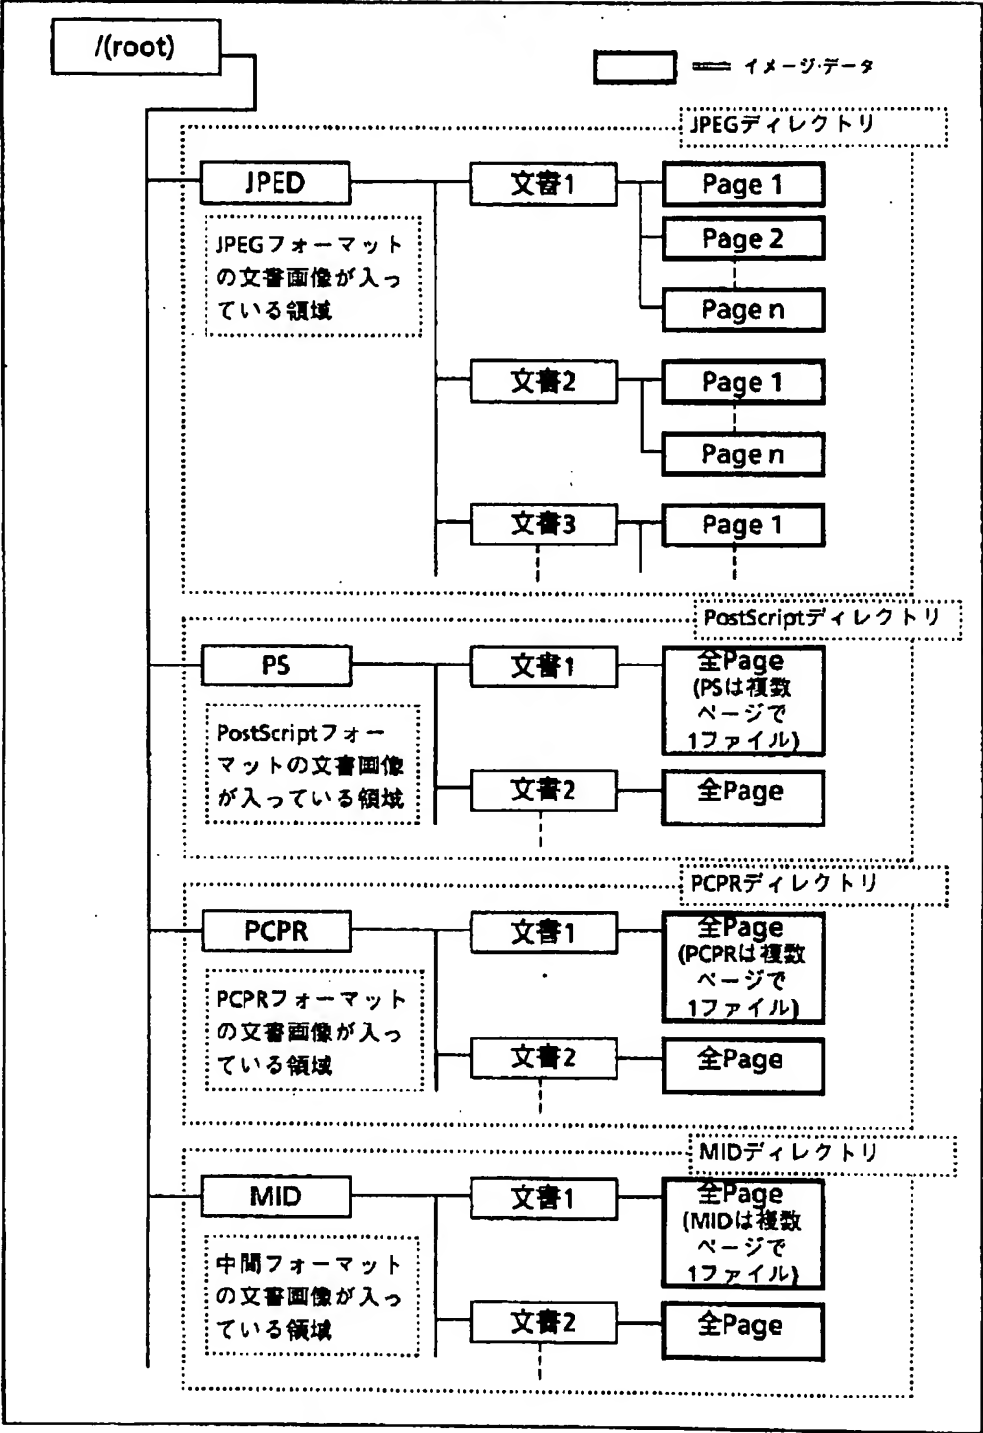 /(root)
イメージ・データ
JPEGディレクトリ
JPED
文書1
Page 1
JPEGフォーマット
の文書画像が入っ
ている領域
Page 2
Page n
文書2
Page 1
Page n
文書3
Page 1
PostScriptディレクトリ
PS
文書1
全Page
(PSは複数
ページで
1ファイル)
PostScriptフォー
マットの文書画像
が入っている領域
文書2
全Page
PCPRディレクトリ
PCPR
文書1
全Page
(PCPRは複数
ページで
1ファイル)
PCPRフォーマット
の文書画像が入っ
ている領域
文書2
全Page
MIDディレクトリ
MID
文書1
全Page
(MIDは複数
ページで
1ファイル)
中間フォーマット
の文書画像が入っ
ている領域
文書2
全Page